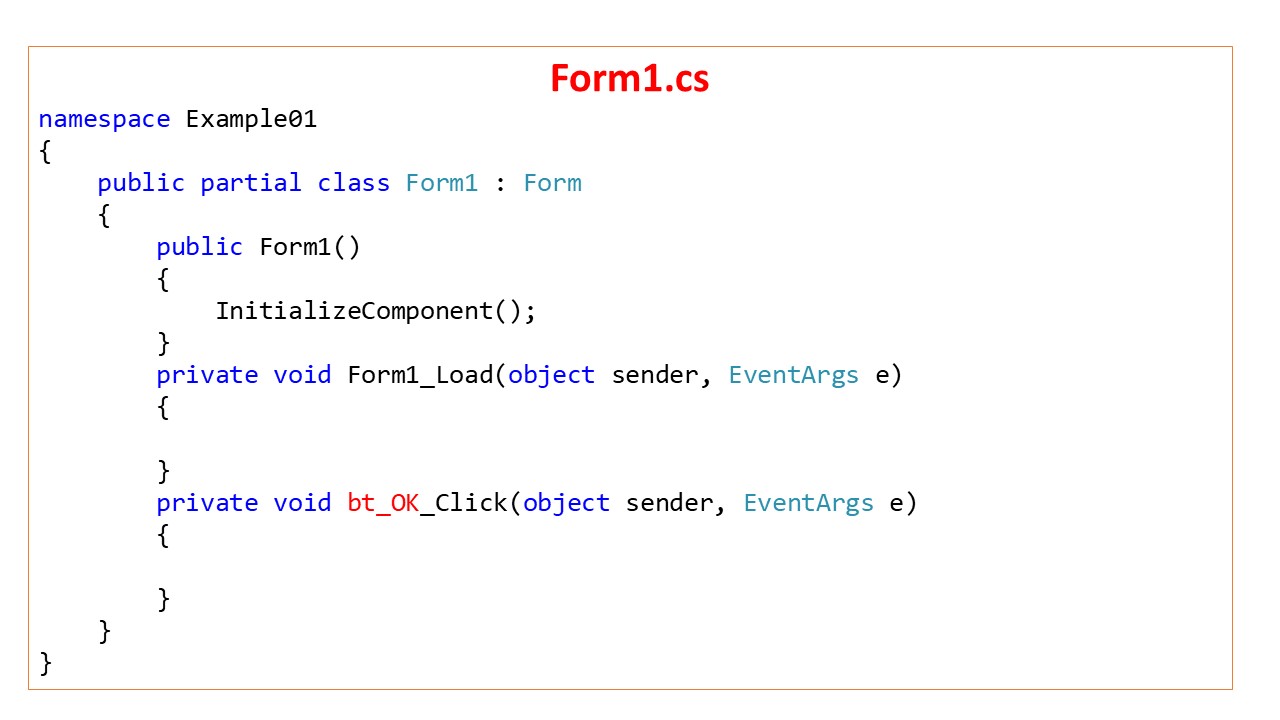 Form1.cs
namespace Example01
{
    public partial class Form1 : Form
    {
        public Form1()
        {
            InitializeComponent();
        }
        private void Form1_Load(object sender, EventArgs e)
        {

        }
        private void bt_OK_Click(object sender, EventArgs e)
        {

        }
    }
}